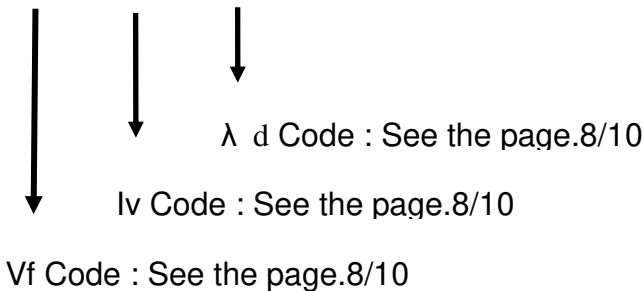 λ d Code : See the page.8/10
Iv Code : See the page.8/10
Vf Code : See the page.8/10